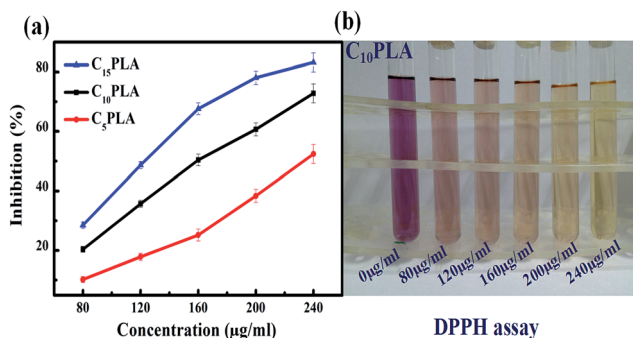 (a)
C₁₅PLA
C₁₀PLA
C₅PLA
Inhibition (%)
80
60
40
20
80 120 160 200 240
Concentration (µg/ml)
(b)
C₁₀PLA
0µg/ml
80µg/ml
120µg/ml
160µg/ml
200µg/ml
240µg/ml
DPPH assay